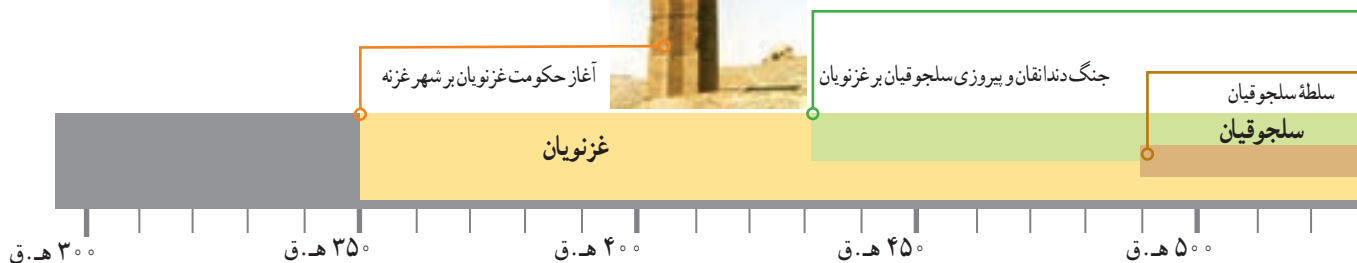 آغاز حکومت غزنویان بر شهر غزنه
جنگ دندانقان و پیروزی سلجوقیان بر غزنویان
سلطۀ سلجوقیان
غزنویان
سلجوقیان
۳۰۰ هـ.ق
۳۵۰ هـ.ق
۴۰۰ هـ.ق
۴۵۰ هـ.ق
۵۰۰ هـ.ق